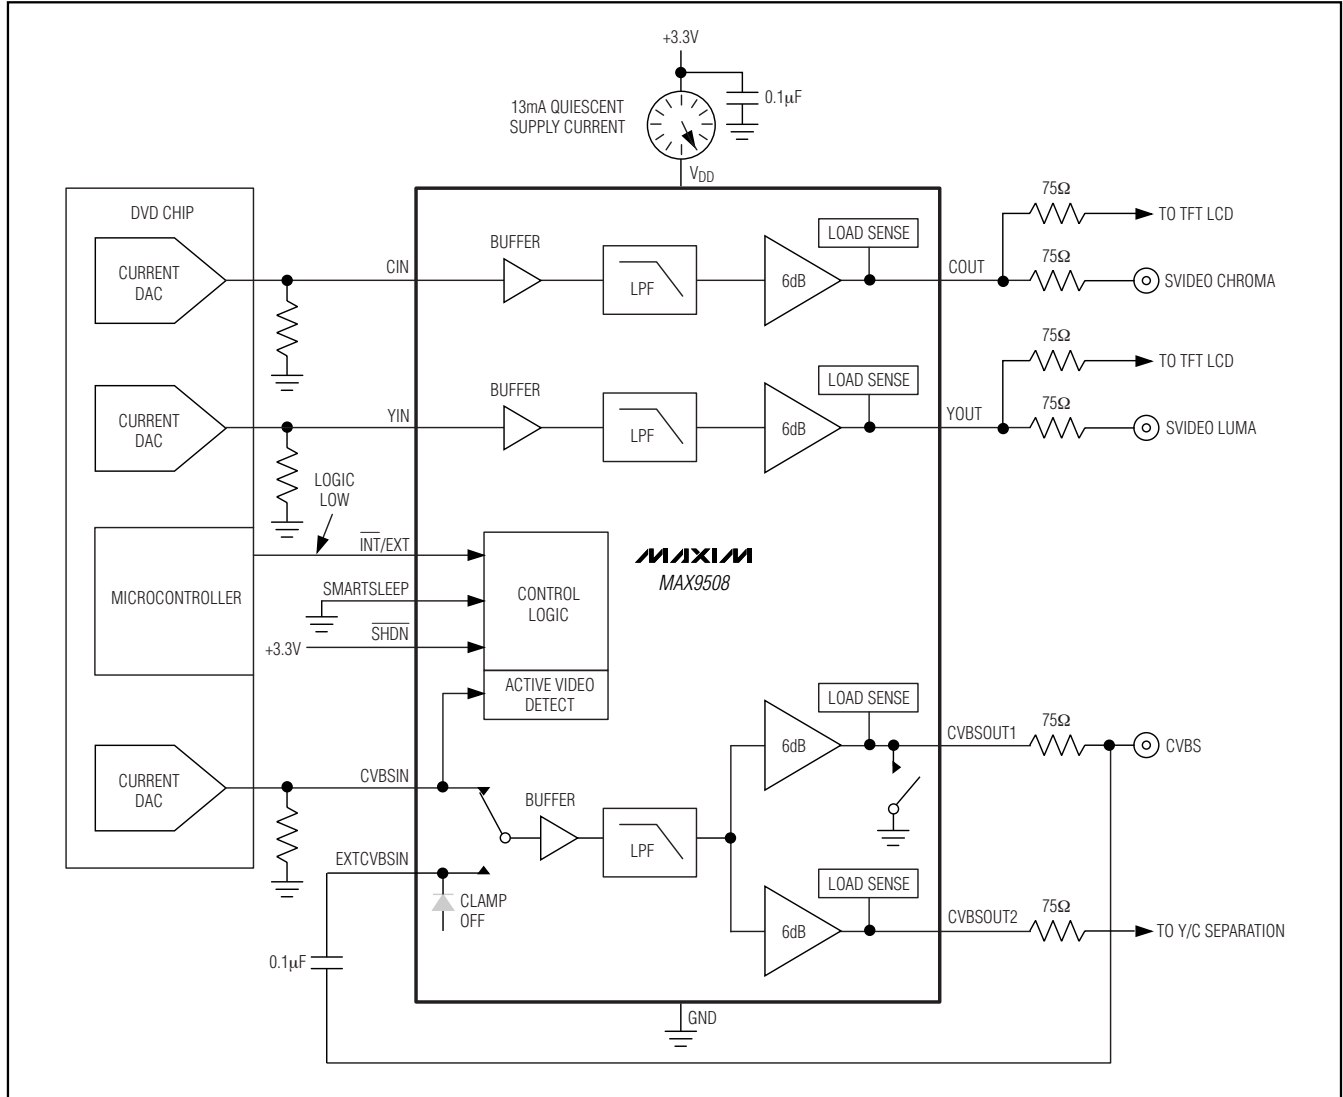 +3.3V
0.1µF
13mA QUIESCENT
SUPPLY CURRENT
VDD
DVD CHIP
CURRENT
DAC
CIN
BUFFER
LPF
6dB
LOAD SENSE
COUT
75Ω
TO TFT LCD
75Ω
SVIDEO CHROMA
CURRENT
DAC
YIN
BUFFER
LPF
6dB
LOAD SENSE
YOUT
75Ω
TO TFT LCD
75Ω
SVIDEO LUMA
LOGIC
LOW
MICROCONTROLLER
I̅N̅T̅/EXT
SMARTSLEEP
S̅H̅D̅N̅
+3.3V
CONTROL
LOGIC
ACTIVE VIDEO
DETECT
MAXIM
MAX9508
CURRENT
DAC
CVBSIN
EXTCVBSIN
CLAMP
OFF
0.1µF
BUFFER
LPF
6dB
LOAD SENSE
CVBSOUT1
75Ω
CVBS
6dB
LOAD SENSE
CVBSOUT2
75Ω
TO Y/C SEPARATION
GND